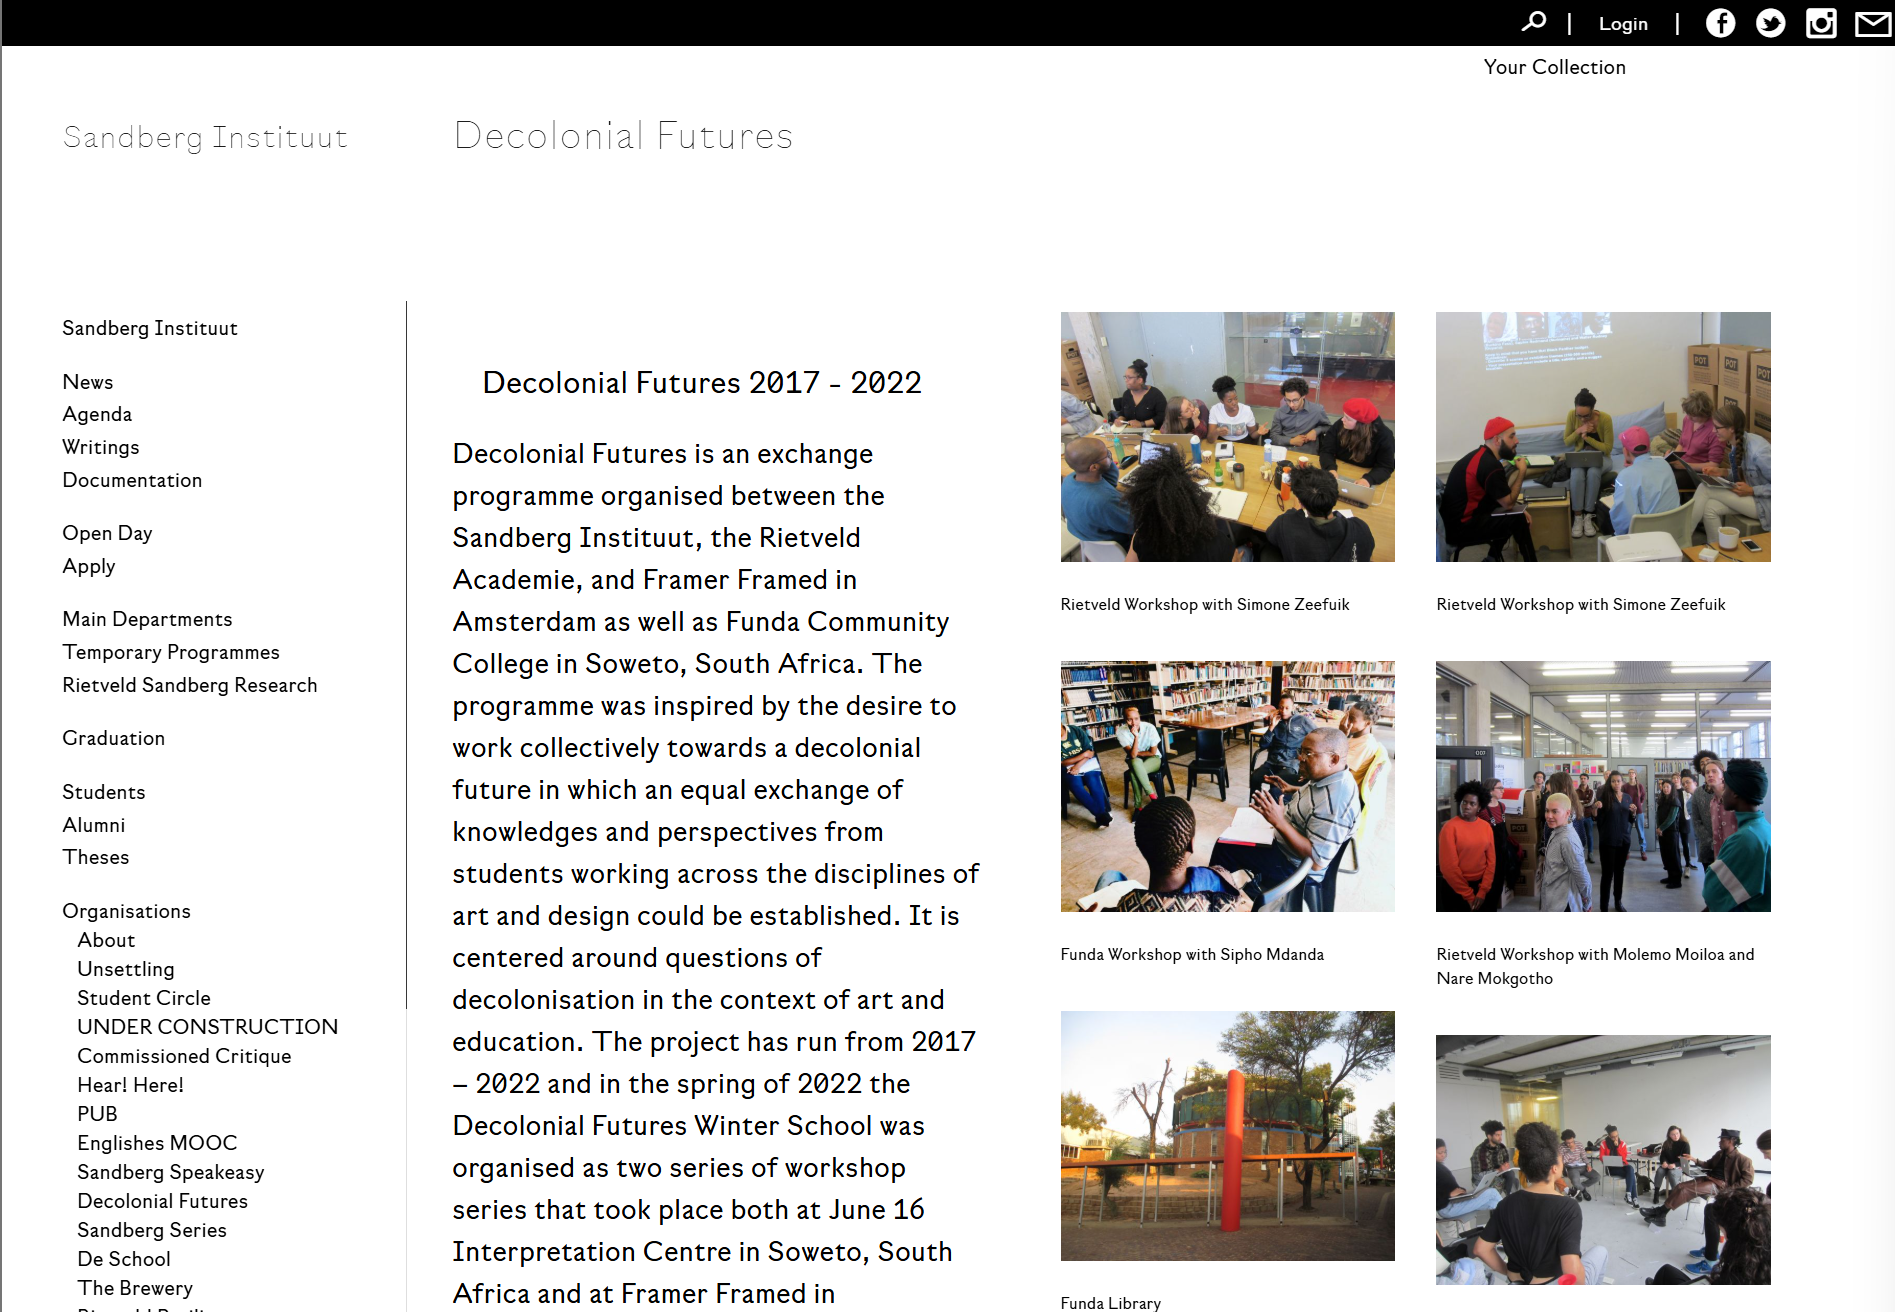 Login
Your Collection
Sandberg Instituut
Decolonial Futures
Sandberg Instituut
News
Agenda
Writings
Documentation
Open Day
Apply
Main Departments
Temporary Programmes
Rietveld Sandberg Research
Graduation
Students
Alumni
Theses
Organisations
About
Unsettling
Student Circle
UNDER CONSTRUCTION
Commissioned Critique
Hear! Here!
PUB
Englishes MOOC
Sandberg Speakeasy
Decolonial Futures
Sandberg Series
De School
The Brewery
Decolonial Futures 2017 - 2022
Decolonial Futures is an exchange
programme organised between the
Sandberg Instituut, the Rietveld
Academie, and Framer Framed in
Amsterdam as well as Funda Community
College in Soweto, South Africa. The
programme was inspired by the desire to
work collectively towards a decolonial
future in which an equal exchange of
knowledges and perspectives from
students working across the disciplines of
art and design could be established. It is
centered around questions of
decolonisation in the context of art and
education. The project has run from 2017
– 2022 and in the spring of 2022 the
Decolonial Futures Winter School was
organised as two series of workshop
series that took place both at June 16
Interpretation Centre in Soweto, South
Africa and at Framer Framed in
POT
POT
POT
Rietveld Workshop with Simone Zeefuik
Rietveld Workshop with Simone Zeefuik
Funda Workshop with Sipho Mdanda
Rietveld Workshop with Molemo Moiloa and
Nare Mokgotho
Funda Library